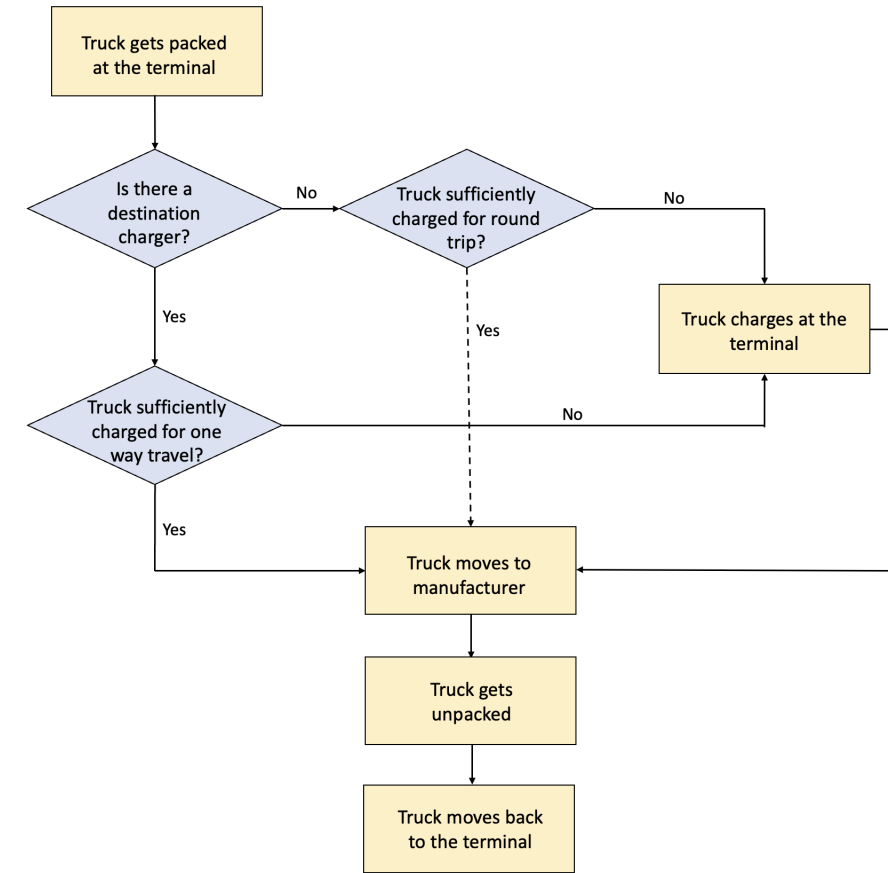 Truck gets packed
at the terminal
Is there a
destination
charger?
No
Truck sufficiently
charged for round
trip?
No
Yes
Yes
Truck charges at the
terminal
Truck sufficiently
charged for one
way travel?
No
Yes
Truck moves to
manufacturer
Truck gets
unpacked
Truck moves back
to the terminal